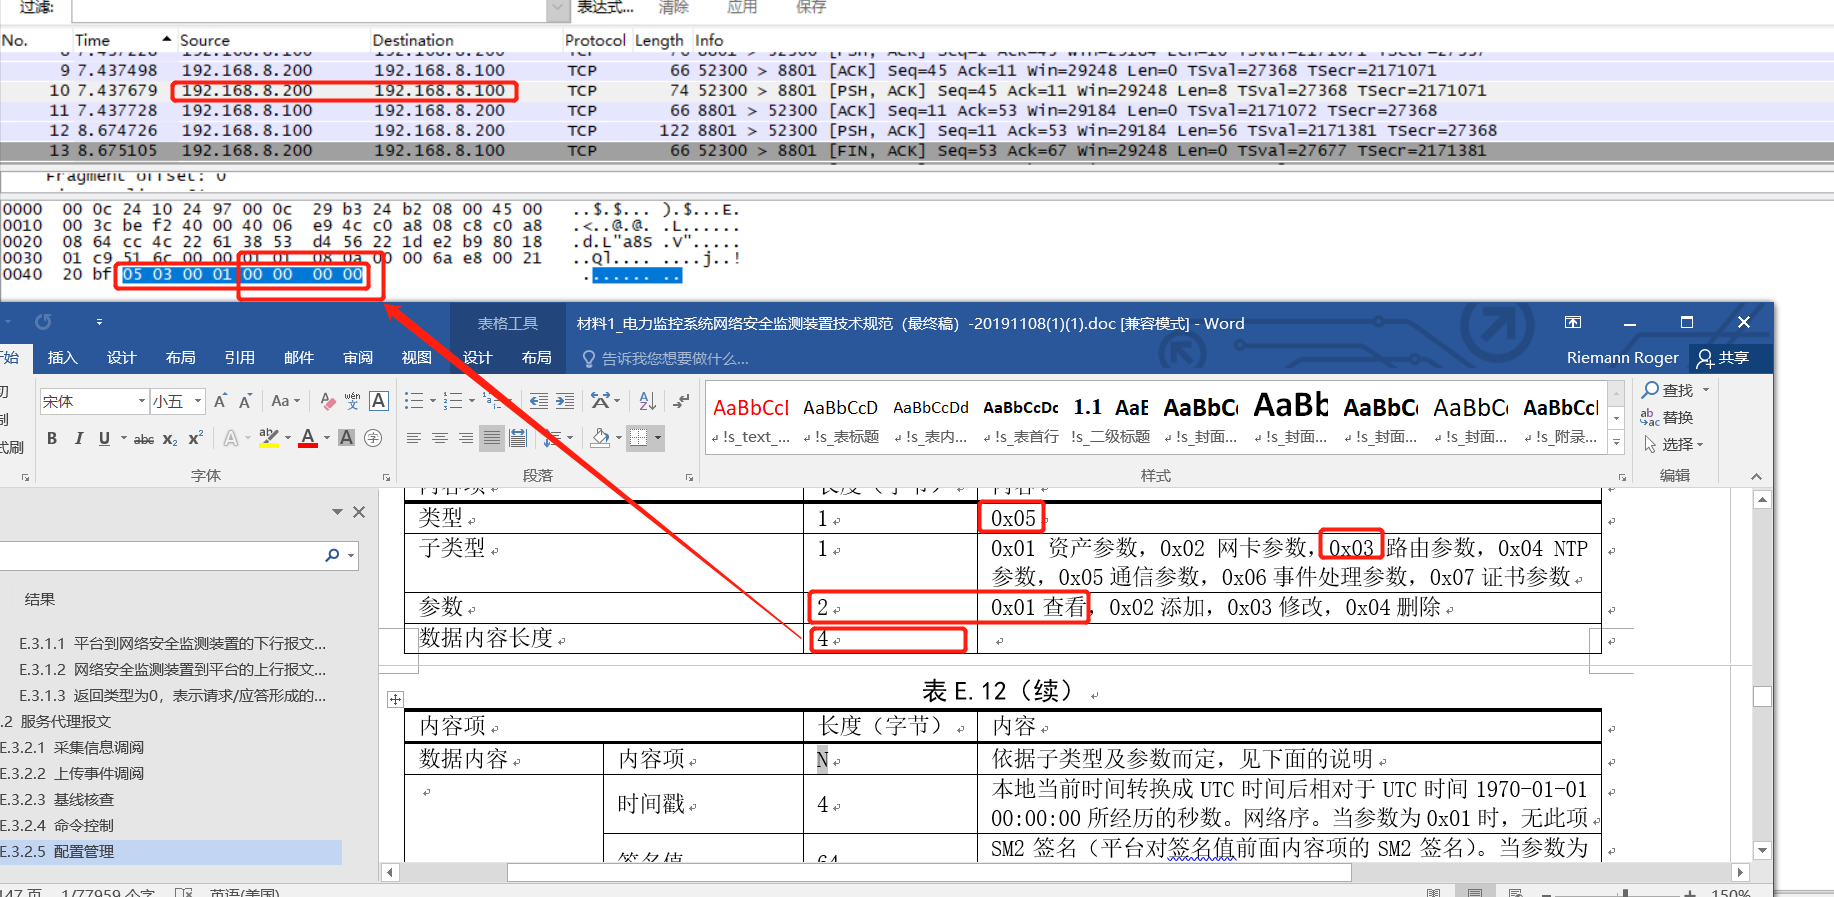 过滤:
表达式...
清除
应用
保存
No. Time Source Destination Protocol Length Info
9 7.437498 192.168.8.200 192.168.8.100 TCP 66 52300 > 8801 [ACK] Seq=45 Ack=11 Win=29248 Len=0 TSval=27368 TSecr=2171071
10 7.437679 192.168.8.200 192.168.8.100 TCP 74 52300 > 8801 [PSH, ACK] Seq=45 Ack=11 Win=29248 Len=8 TSval=27368 TSecr=2171071
11 7.437728 192.168.8.100 192.168.8.200 TCP 66 8801 > 52300 [ACK] Seq=11 Ack=53 Win=29184 Len=0 TSval=2171072 TSecr=27368
12 8.674726 192.168.8.100 192.168.8.200 TCP 122 8801 > 52300 [PSH, ACK] Seq=11 Ack=53 Win=29184 Len=56 TSval=2171381 TSecr=27368
13 8.675105 192.168.8.200 192.168.8.100 TCP 66 52300 > 8801 [FIN, ACK] Seq=53 Ack=67 Win=29248 Len=0 TSval=27677 TSecr=2171381
Fragment offset: 0
0000 00 0c 24 10 24 97 00 0c 29 b3 24 b2 08 00 45 00 ..$.$... ).$...E.
0010 00 3c be f2 40 00 40 06 e9 4c c0 a8 08 c8 c0 a8 .<..@.@. .L......
0020 08 64 cc 4c 22 61 38 53 d4 56 22 1d e2 b9 80 18 .d.L"a8S .V".....
0030 01 c9 51 6c 00 00 01 01 08 0a 00 00 6a e8 00 21 ..Ql.... ....j..!
0040 20 bf 05 03 00 01 00 00 00 00 ........ ..
表格工具
材料1_电力监控系统网络安全监测装置技术规范（最终稿）-20191108(1)(1).doc [兼容模式] - Word
始 插入 设计 布局 引用 邮件 审阅 视图 设计 布局 告诉我您想要做什么... Riemann Roger 共享
宋体 小五 A A Aa wén 文 A
B I U abc x₂ x² A ab A A 字
字体
段落
AaBbCcI AaBbCcD AaBbCcDd AaBbCcDc 1.1 AaE AaBbC AaBb AaBbC AaBbC AaBbCcI
!s_text_... !s_表标题 !s_表内... !s_表首行 !s_二级标题 !s_封面... !s_封面... !s_封面... !s_封面... !s_附录...
样式
查找
替换
选择
编辑
切
制
式刷
结果
E.3.1.1 平台到网络安全监测装置的下行报文...
E.3.1.2 网络安全监测装置到平台的上行报文...
E.3.1.3 返回类型为0，表示请求/应答形成的...
.2 服务代理报文
E.3.2.1 采集信息调阅
E.3.2.2 上传事件调阅
E.3.2.3 基线核查
E.3.2.4 命令控制
E.3.2.5 配置管理
内容项 长度（字节） 内容
类型 1 0x05
子类型 1 0x01 资产参数，0x02 网卡参数，0x03 路由参数，0x04 NTP
参数，0x05 通信参数，0x06 事件处理参数，0x07 证书参数
参数 2 0x01 查看，0x02 添加，0x03 修改，0x04 删除
数据内容长度 4
表 E.12（续）
内容项 长度（字节） 内容
数据内容 内容项 N 依据子类型及参数而定，见下面的说明
时间戳 4 本地当前时间转换成 UTC 时间后相对于 UTC 时间 1970-01-01
00:00:00 所经历的秒数。网络序。当参数为 0x01 时，无此项
签名值 64 SM2 签名（平台对签名值前面内容项的 SM2 签名）。当参数为
147 页 1/77959 个字 英语(美国) 150%